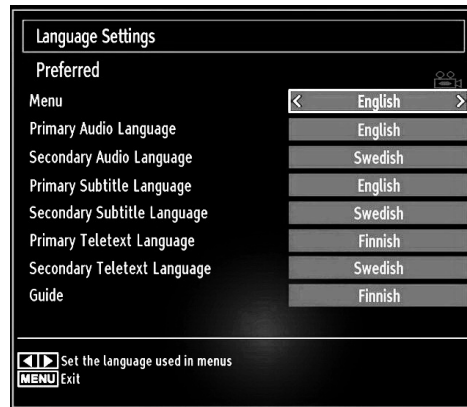 Language Settings
Preferred
Menu < English >
Primary Audio Language English
Secondary Audio Language Swedish
Primary Subtitle Language English
Secondary Subtitle Language Swedish
Primary Teletext Language Finnish
Secondary Teletext Language Swedish
Guide Finnish
Set the language used in menus
MENU Exit